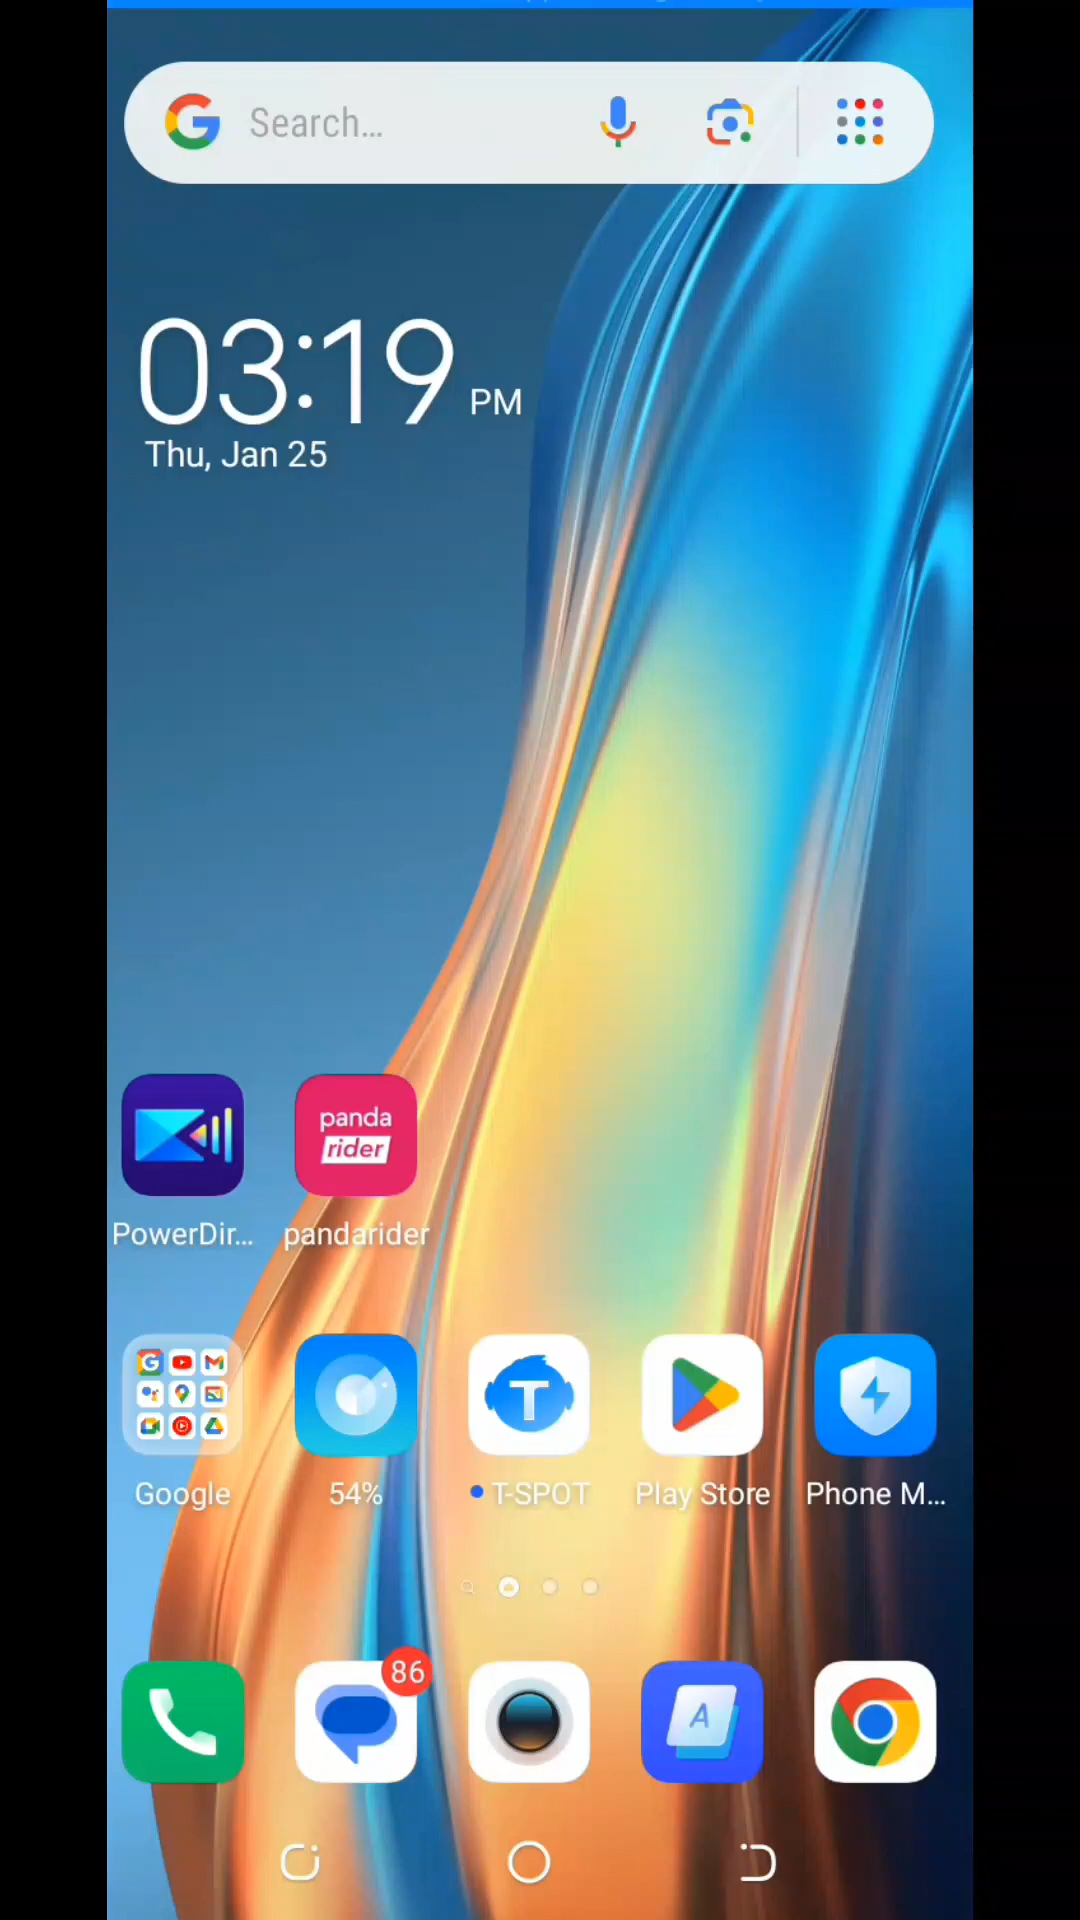 Search...
03:19 PM
Thu, Jan 25
panda
rider
PowerDir...
pandarider
T
Google
54%
T-SPOT
Play Store
Phone M...
86
A